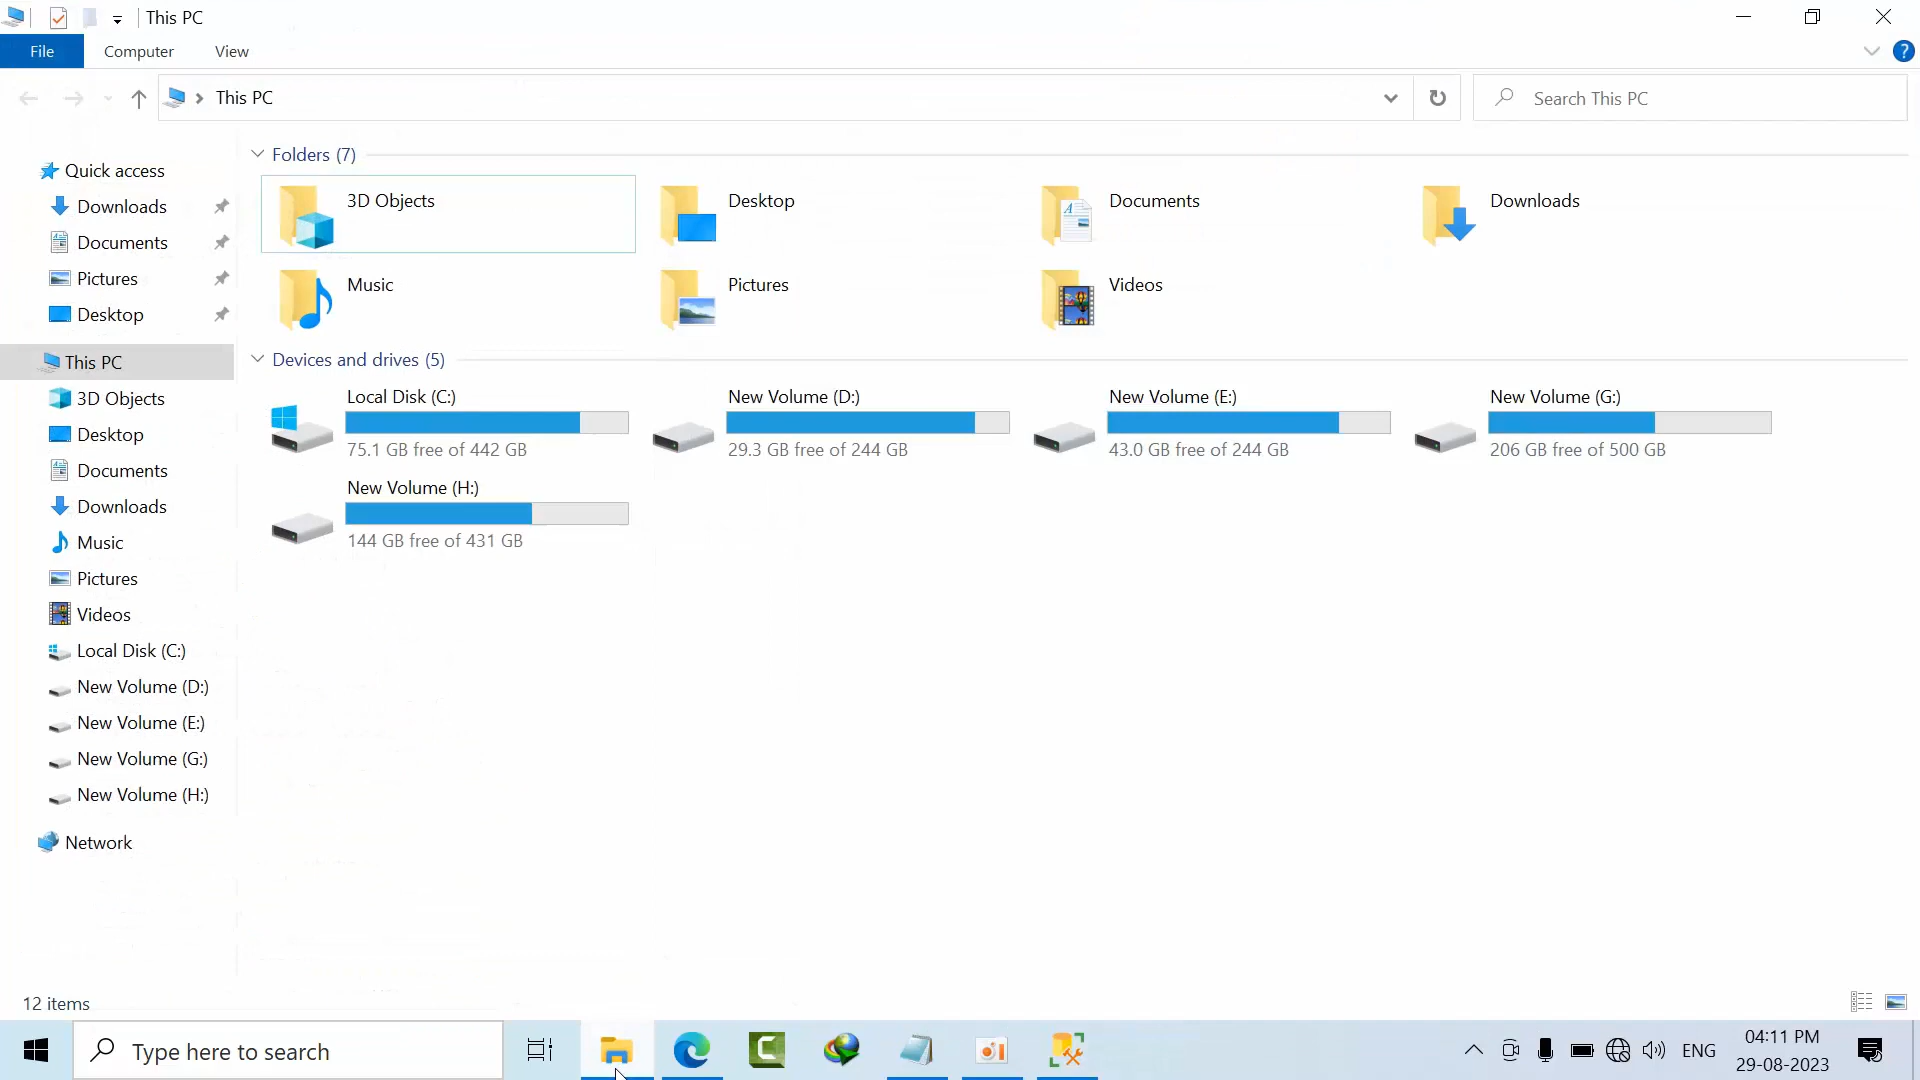 This PC
File Computer View ?
This PC Search This PC
Quick access
Downloads
Documents
Pictures
Desktop
This PC
3D Objects
Desktop
Documents
Downloads
Music
Pictures
Videos
Local Disk (C:)
New Volume (D:)
New Volume (E:)
New Volume (G:)
New Volume (H:)
Network
Folders (7)
3D Objects Desktop Documents Downloads
Music Pictures Videos
Devices and drives (5)
Local Disk (C:) New Volume (D:) New Volume (E:) New Volume (G:)
75.1 GB free of 442 GB 29.3 GB free of 244 GB 43.0 GB free of 244 GB 206 GB free of 500 GB
New Volume (H:)
144 GB free of 431 GB
12 items
Type here to search ENG
04:11 PM
29-08-2023